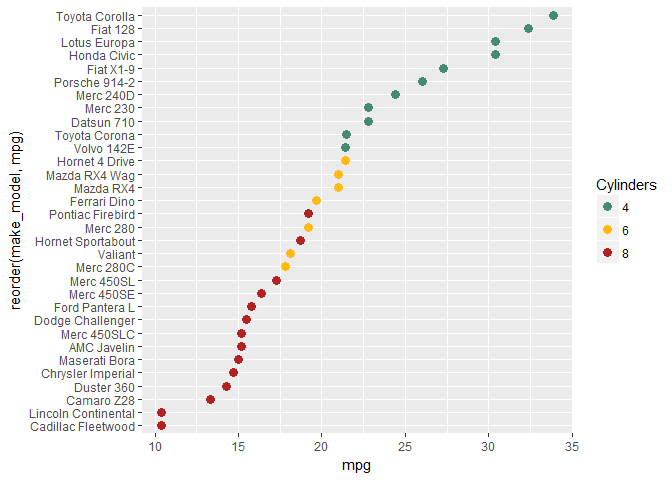 Toyota Corolla
Fiat 128
Lotus Europa
Honda Civic
Fiat X1-9
Porsche 914-2
Merc 240D
Merc 230
Datsun 710
Toyota Corona
Volvo 142E
Hornet 4 Drive
Mazda RX4 Wag
Mazda RX4
Ferrari Dino
Pontiac Firebird
Merc 280
Hornet Sportabout
Valiant
Merc 280C
Merc 450SL
Merc 450SE
Ford Pantera L
Dodge Challenger
Merc 450SLC
AMC Javelin
Maserati Bora
Chrysler Imperial
Duster 360
Camaro Z28
Lincoln Continental
Cadillac Fleetwood
reorder(make_model, mpg)
10 15 20 25 30 35
mpg
Cylinders
4
6
8